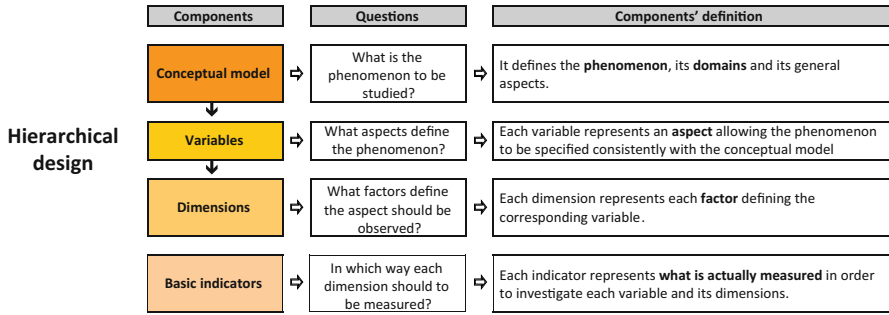 Components
Questions
Components' definition
Hierarchical
design
Conceptual model
What is the
phenomenon to be
studied?
It defines the phenomenon, its domains and its general
aspects.
Variables
What aspects define
the phenomenon?
Each variable represents an aspect allowing the phenomenon
to be specified consistently with the conceptual model
Dimensions
What factors define
the aspect should be
observed?
Each dimension represents each factor defining the
corresponding variable.
Basic indicators
In which way each
dimension should to
be measured?
Each indicator represents what is actually measured in order
to investigate each variable and its dimensions.